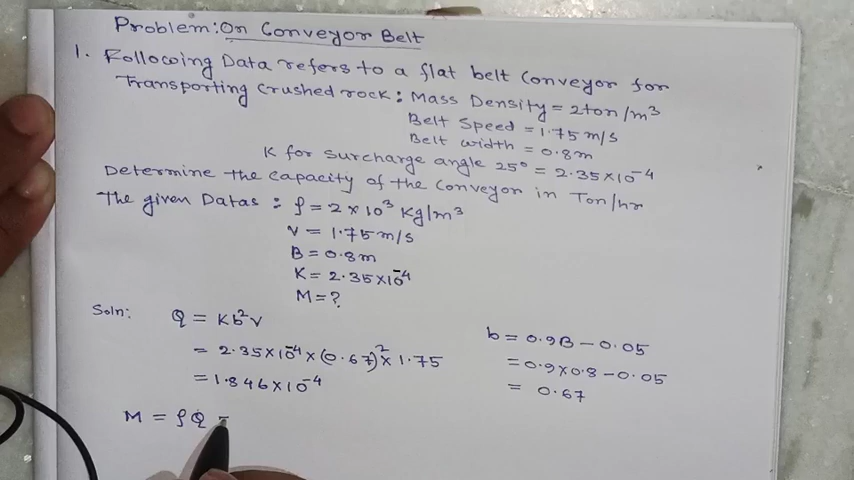 Problem: On Conveyor Belt
1. Following Data refers to a flat belt conveyor for
Transporting crushed rock: Mass Density = 2ton/m³
Belt Speed = 1.75 m/s
Belt width = 0.8m
K for surcharge angle 25° = 2.35×10⁻⁴
Determine the capacity of the conveyor in Ton/hr
The given Datas : ρ = 2×10³ Kg/m³
V = 1.75m/s
B = 0.8m
K = 2.35×10⁻⁴
M = ?
Soln: Q = Kb²V
= 2.35×10⁻⁴×(0.67)²×1.75
= 1.846×10⁻⁴
b = 0.9B - 0.05
= 0.9×0.8 - 0.05
= 0.67
M = ρQ =